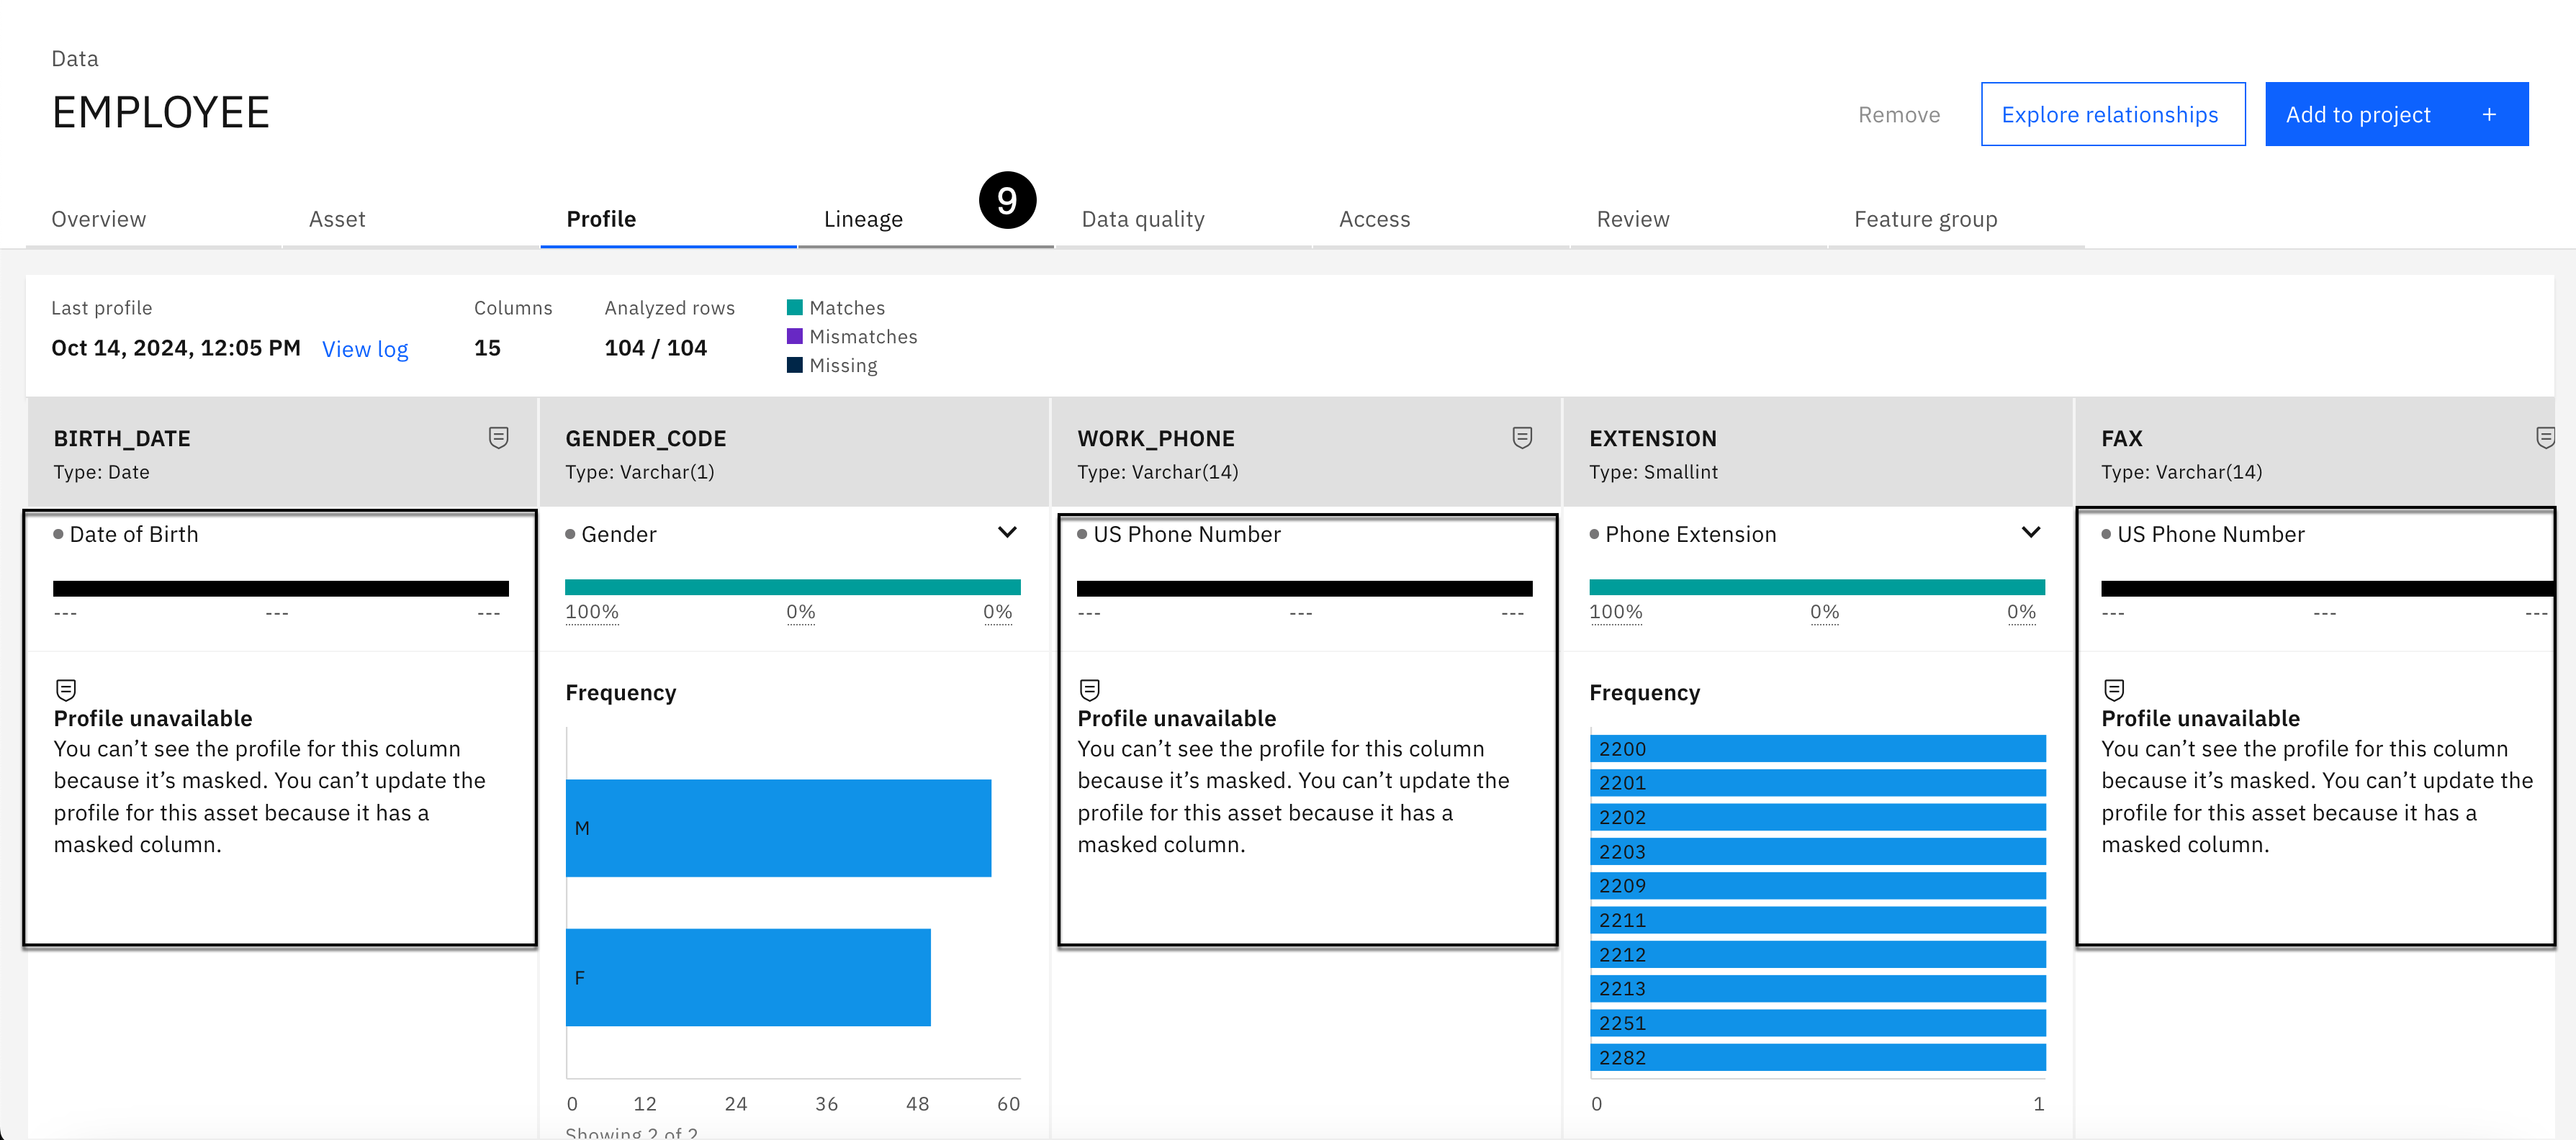 Data
EMPLOYEE
Remove
Explore relationships
Add to project +
9
Overview
Asset
Profile
Lineage
Data quality
Access
Review
Feature group
Last profile
Oct 14, 2024, 12:05 PM View log
Columns
15
Analyzed rows
104 / 104
Matches
Mismatches
Missing
BIRTH_DATE
Type: Date
Date of Birth
--- --- ---
Profile unavailable
You can’t see the profile for this column
because it’s masked. You can’t update the
profile for this asset because it has a
masked column.
GENDER_CODE
Type: Varchar(1)
Gender
100% 0% 0%
Frequency
M
F
0 12 24 36 48 60
Showing 2 of 2
WORK_PHONE
Type: Varchar(14)
US Phone Number
--- --- ---
Profile unavailable
You can’t see the profile for this column
because it’s masked. You can’t update the
profile for this asset because it has a
masked column.
EXTENSION
Type: Smallint
Phone Extension
100% 0% 0%
Frequency
2200
2201
2202
2203
2209
2211
2212
2213
2251
2282
0 1
FAX
Type: Varchar(14)
US Phone Number
--- --- ---
Profile unavailable
You can’t see the profile for this column
because it’s masked. You can’t update the
profile for this asset because it has a
masked column.